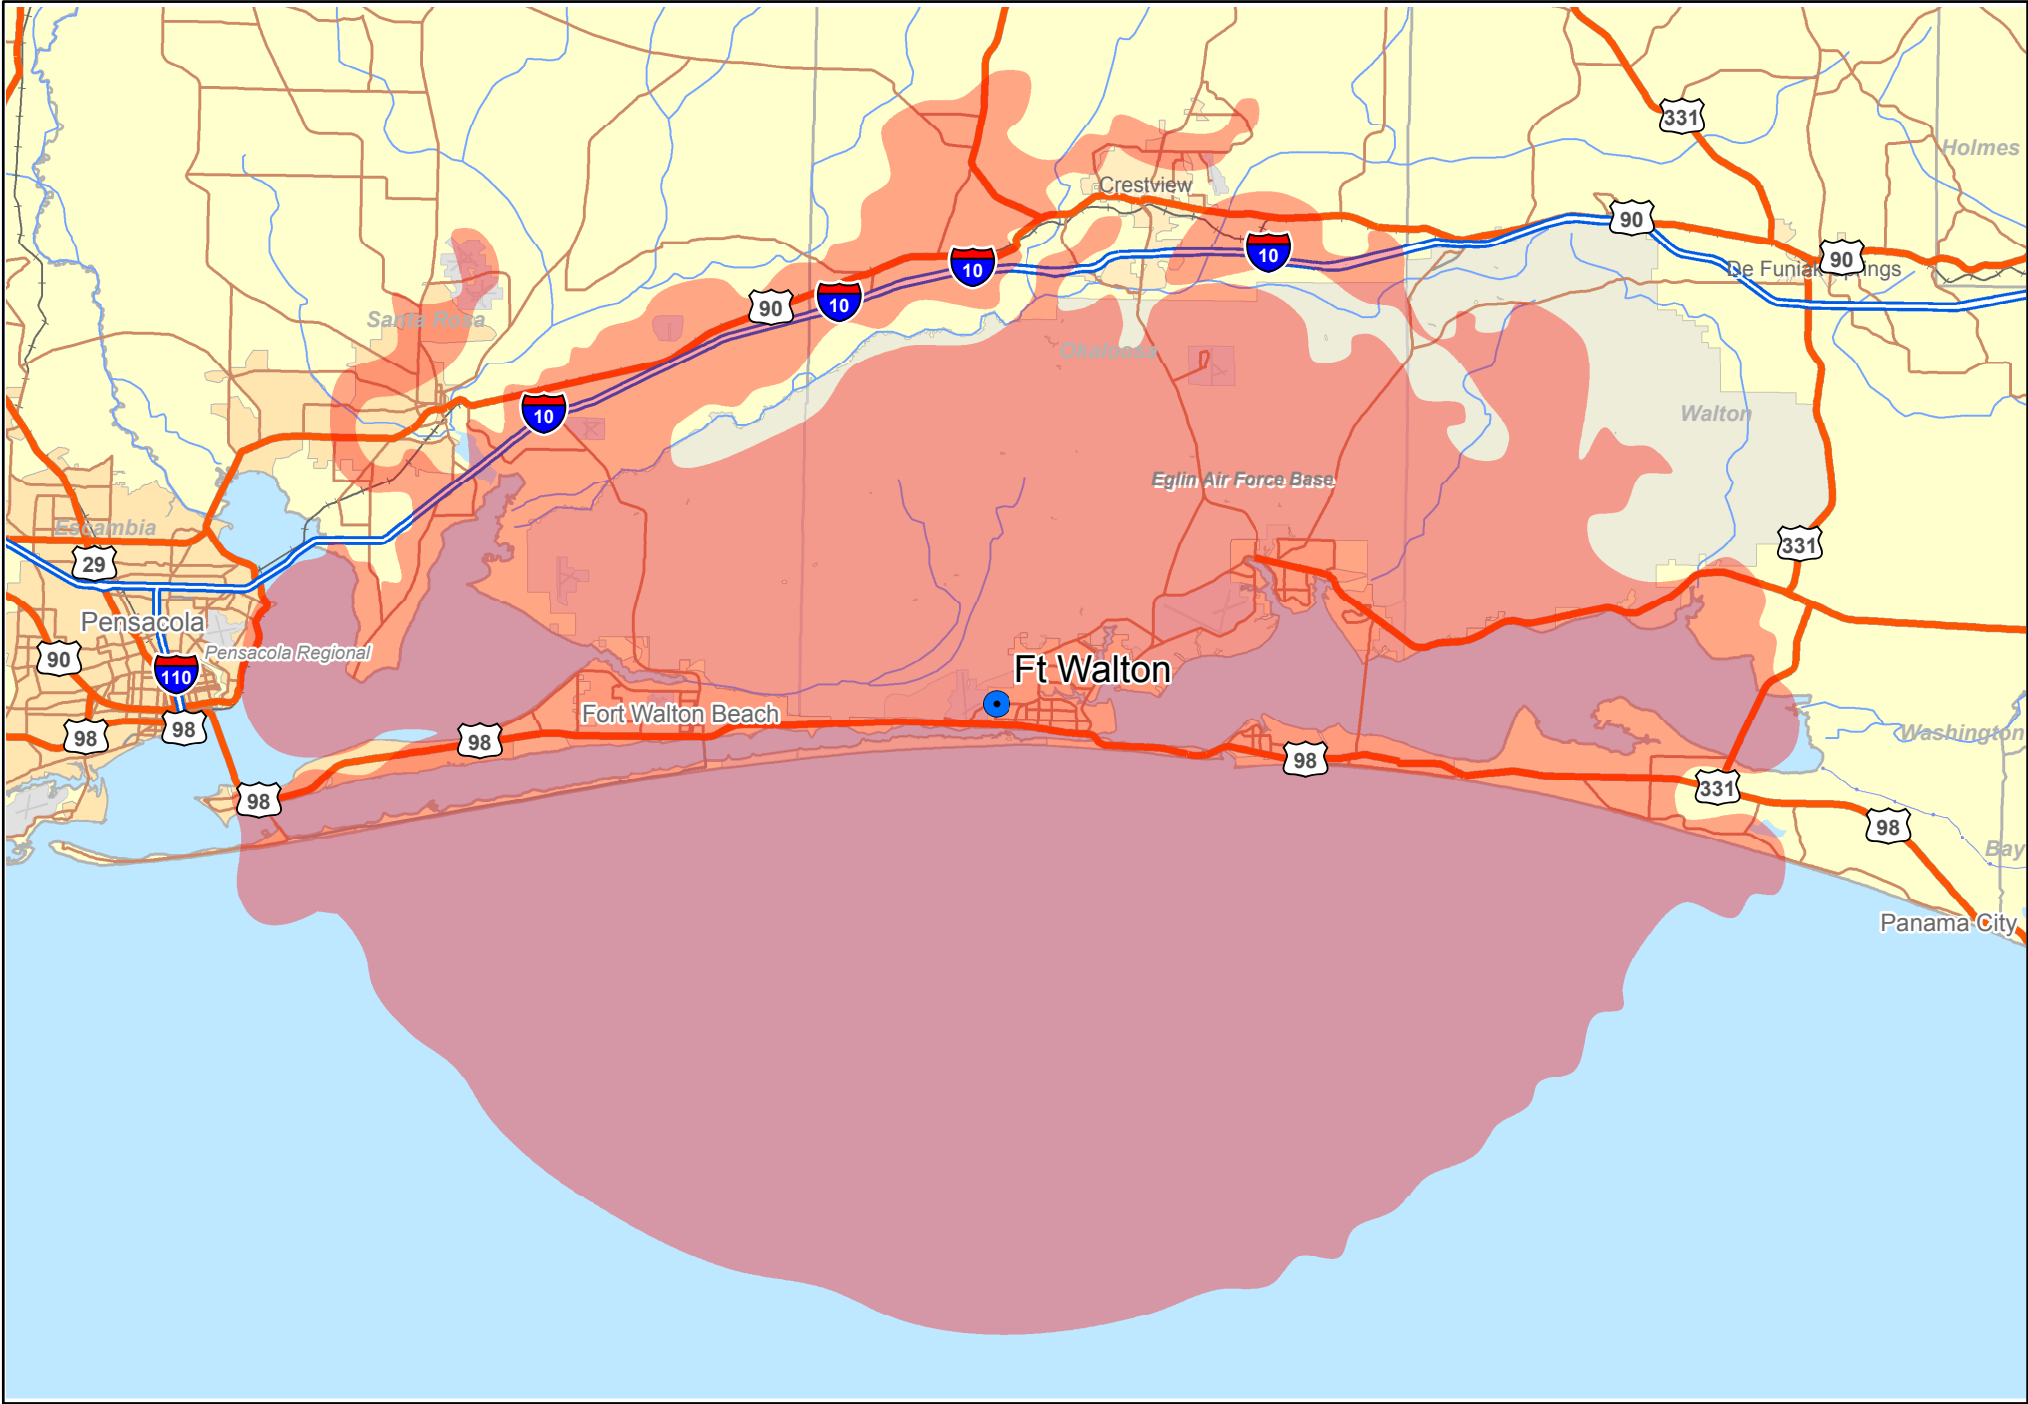 331
Holmes
Crestview
90
10
10
De Funiak Springs
90
10
90
Santa Rosa
Okaloosa
10
Walton
Eglin Air Force Base
Escambia
29
331
Pensacola
Pensacola Regional
90
110
Ft Walton
Fort Walton Beach
98
98
98
Washington
98
331
98
98
Bay
Panama City